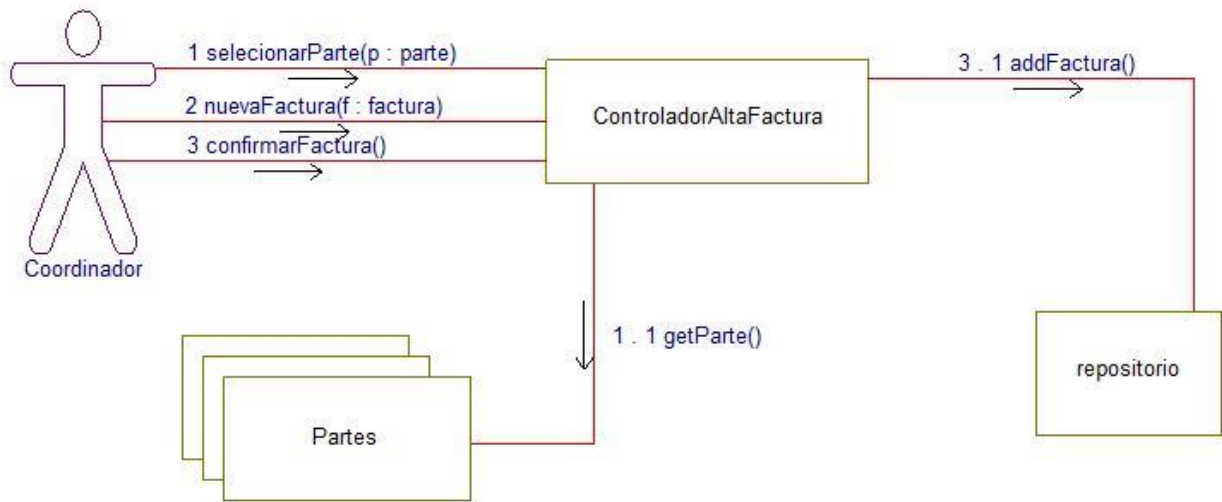 1 selecionarParte(p : parte)
3 . 1 addFactura()
2 nuevaFactura(f : factura)
ControladorAltaFactura
3 confirmarFactura()
Coordinador
1 . 1 getParte()
repositorio
Partes